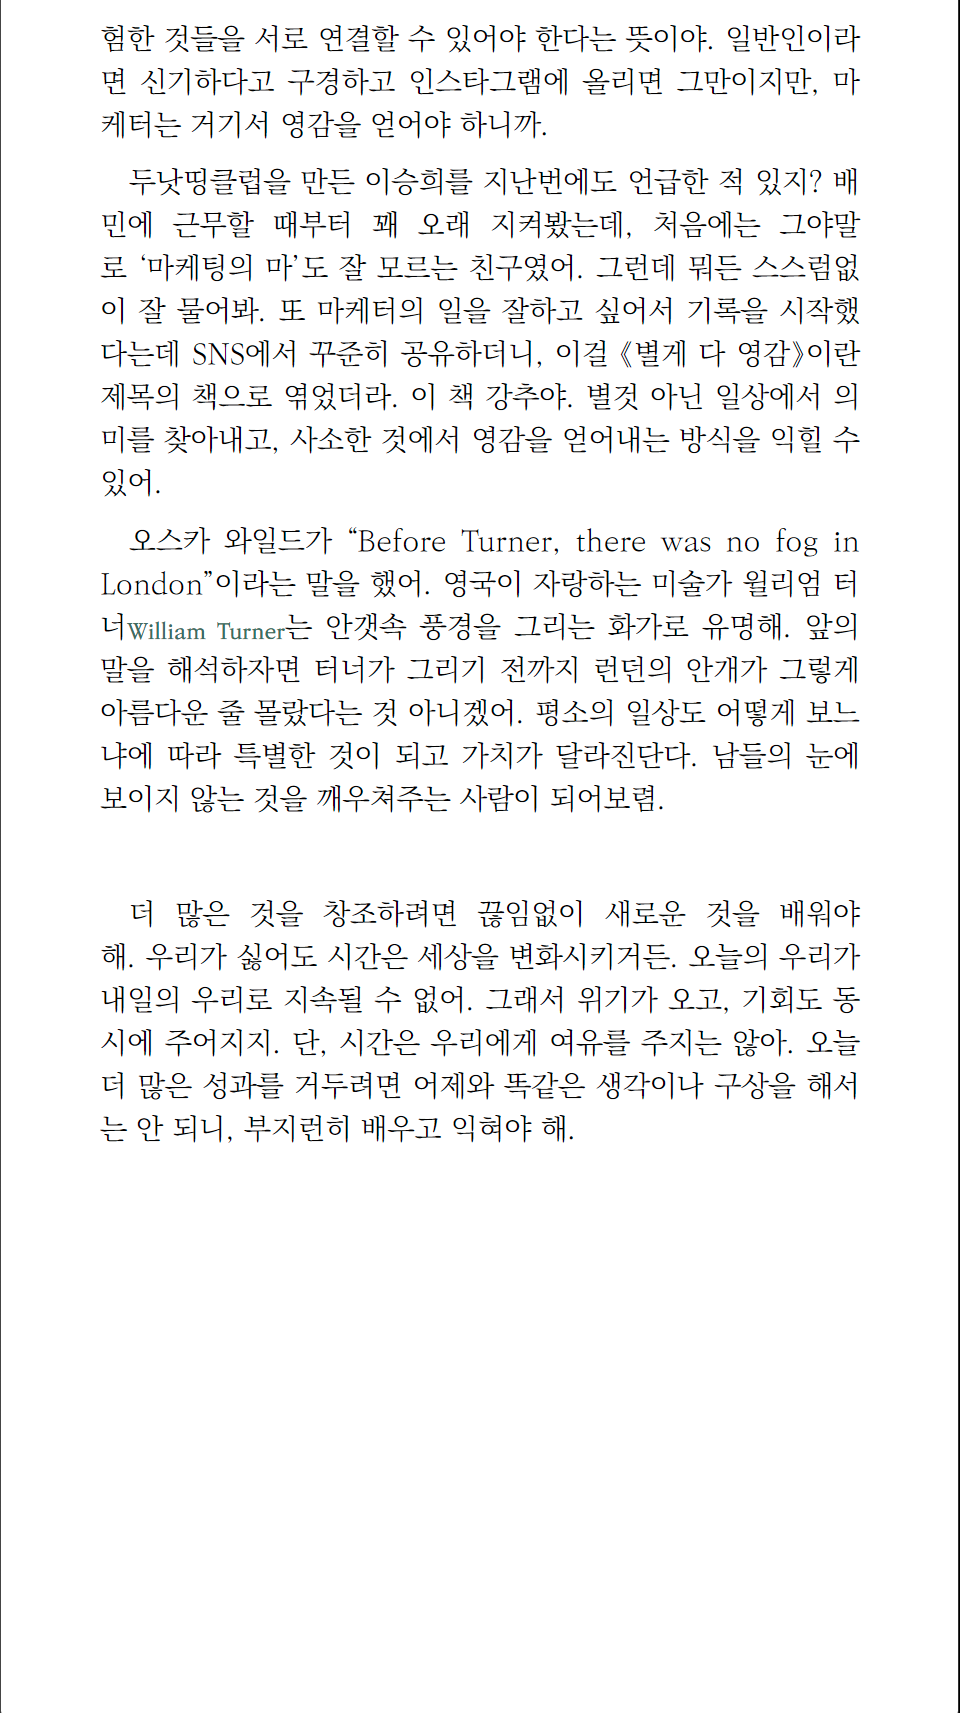 험한 것들을 서로 연결할 수 있어야 한다는 뜻이야. 일반인이라
면 신기하다고 구경하고 인스타그램에 올리면 그만이지만, 마
케터는 거기서 영감을 얻어야 하니까.
두낫띵클럽을 만든 이승희를 지난번에도 언급한 적 있지? 배
민에 근무할 때부터 꽤 오래 지켜봤는데, 처음에는 그야말
로 ‘마케팅의 마’도 잘 모르는 친구였어. 그런데 뭐든 스스럼없
이 잘 물어봐. 또 마케터의 일을 잘하고 싶어서 기록을 시작했
다는데 SNS에서 꾸준히 공유하더니, 이걸 《별게 다 영감》이란
제목의 책으로 엮었더라. 이 책 강추야. 별것 아닌 일상에서 의
미를 찾아내고, 사소한 것에서 영감을 얻어내는 방식을 익힐 수
있어.
오스카 와일드가 “Before Turner, there was no fog in
London”이라는 말을 했어. 영국이 자랑하는 미술가 윌리엄 터
너William Turner는 안갯속 풍경을 그리는 화가로 유명해. 앞의
말을 해석하자면 터너가 그리기 전까지 런던의 안개가 그렇게
아름다운 줄 몰랐다는 것 아니겠어. 평소의 일상도 어떻게 보느
냐에 따라 특별한 것이 되고 가치가 달라진단다. 남들의 눈에
보이지 않는 것을 깨우쳐주는 사람이 되어보렴.
더 많은 것을 창조하려면 끊임없이 새로운 것을 배워야
해. 우리가 싫어도 시간은 세상을 변화시키거든. 오늘의 우리가
내일의 우리로 지속될 수 없어. 그래서 위기가 오고, 기회도 동
시에 주어지지. 단, 시간은 우리에게 여유를 주지는 않아. 오늘
더 많은 성과를 거두려면 어제와 똑같은 생각이나 구상을 해서
는 안 되니, 부지런히 배우고 익혀야 해.